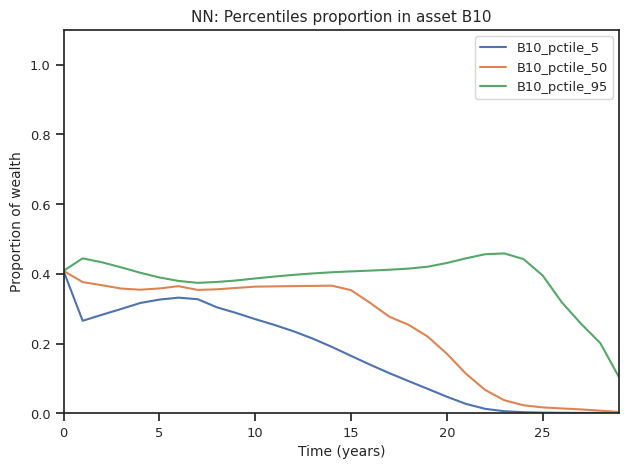 NN: Percentiles proportion in asset B10
B10_pctile_5
B10_pctile_50
B10_pctile_95
Proportion of wealth
1.0
0.8
0.6
0.4
0.2
0.0
0 5 10 15 20 25
Time (years)